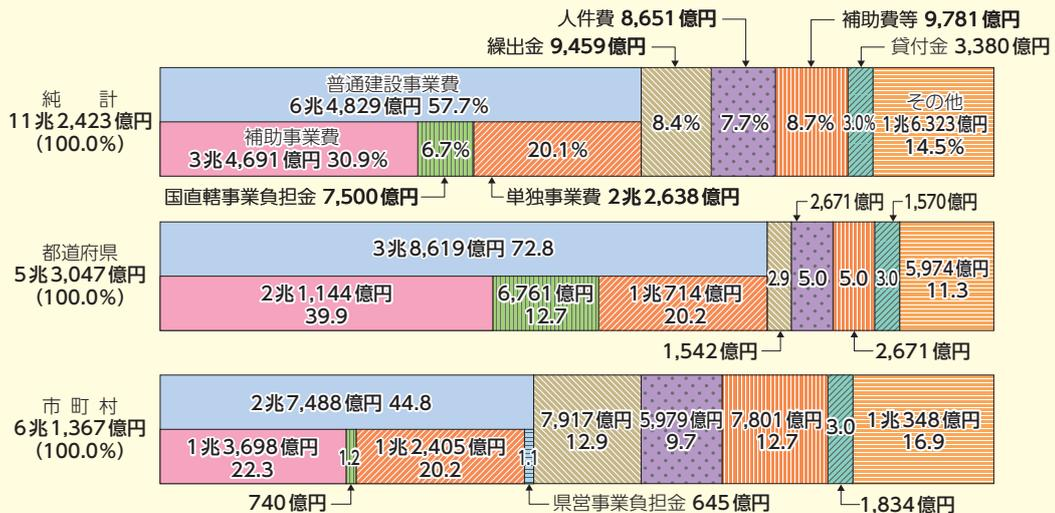 人件費 8,651億円
補助費等 9,781億円
繰出金 9,459億円
貸付金 3,380億円
純計
11兆2,423億円
(100.0%)
普通建設事業費
6兆4,829億円 57.7%
補助事業費
3兆4,691億円 30.9%
6.7%
20.1%
8.4%
7.7%
8.7%
3.0%
その他
1兆6.323億円
14.5%
国直轄事業負担金 7,500億円
単独事業費 2兆2,638億円
2,671億円
1,570億円
都道府県
5兆3,047億円
(100.0%)
3兆8,619億円 72.8
2兆1,144億円
39.9
6,761億円
12.7
1兆714億円
20.2
2.9
5.0
5.0
3.0
5,974億円
11.3
1,542億円
2,671億円
市町村
6兆1,367億円
(100.0%)
2兆7,488億円 44.8
1兆3,698億円
22.3
1.2
1兆2,405億円
20.2
1.1
7,917億円
12.9
5,979億円
9.7
7,801億円
12.7
3.0
1兆348億円
16.9
740億円
県営事業負担金 645億円
1,834億円